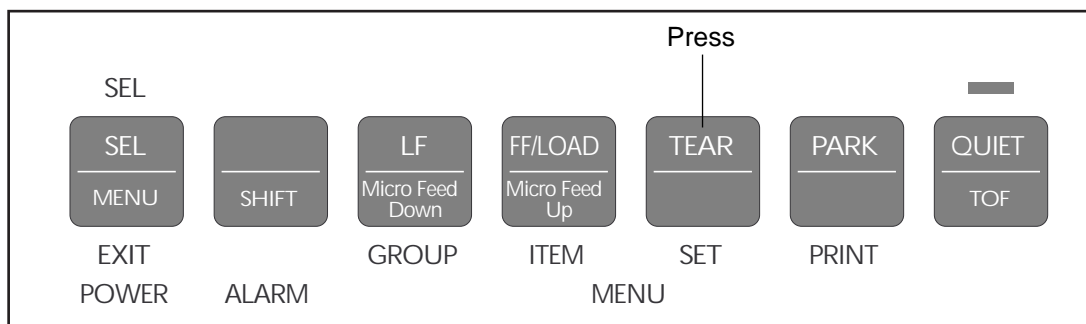 Press
SEL
SEL LF FF/LOAD TEAR PARK QUIET
MENU SHIFT Micro Feed Down Micro Feed Up TOF
EXIT GROUP ITEM SET PRINT
POWER ALARM MENU